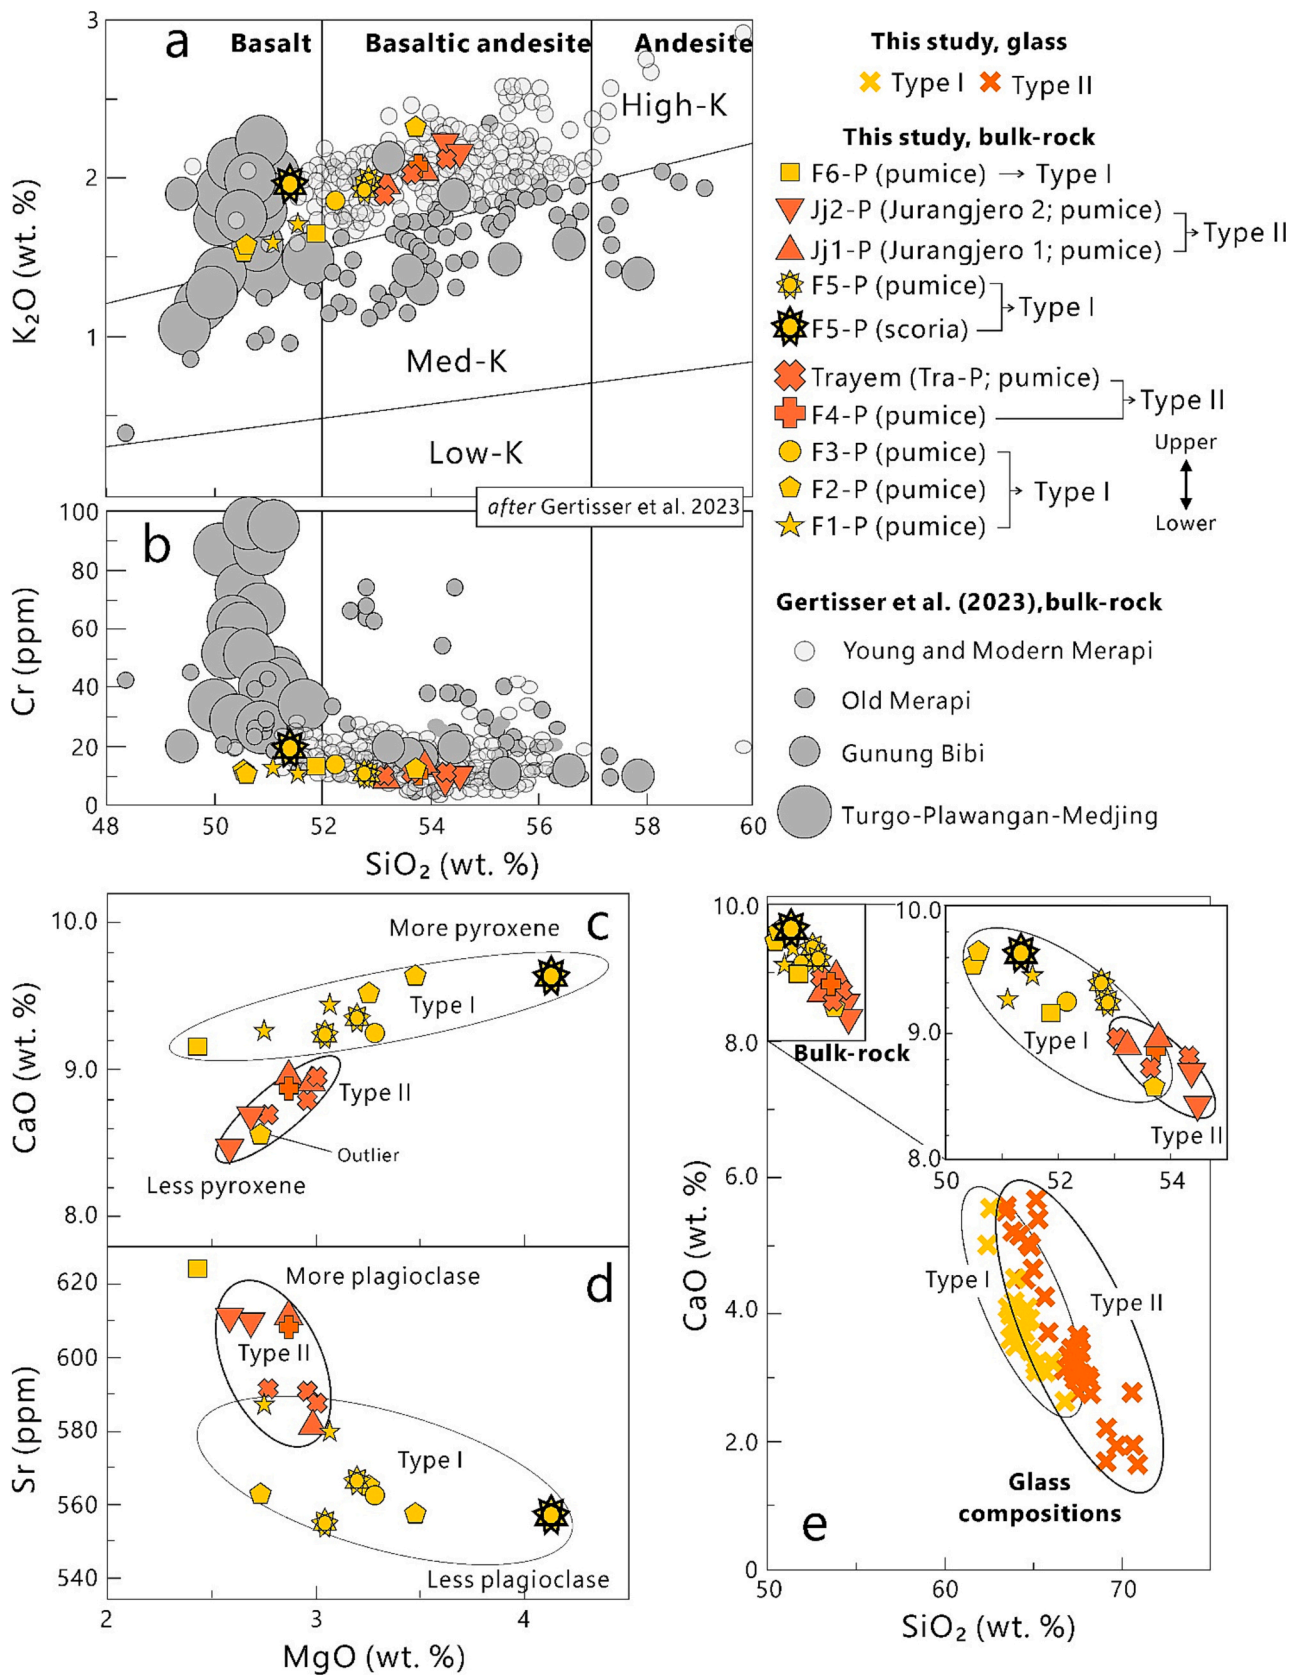 3
a
Basalt
Basaltic andesite
Andesite
High-K
2
K₂O (wt. %)
1
Med-K
Low-K
after Gertisser et al. 2023
100
b
80
60
Cr (ppm)
40
20
0
48
50
52
54
56
58
60
SiO₂ (wt. %)
This study, glass
Type I
Type II
This study, bulk-rock
F6-P (pumice) → Type I
Jj2-P (Jurangjero 2; pumice)
Type II
Jj1-P (Jurangjero 1; pumice)
F5-P (pumice)
Type I
F5-P (scoria)
Trayem (Tra-P; pumice)
Type II
F4-P (pumice)
F3-P (pumice)
F2-P (pumice)
Type I
F1-P (pumice)
Upper
Lower
Gertisser et al. (2023),bulk-rock
Young and Modern Merapi
Old Merapi
Gunung Bibi
Turgo-Plawangan-Medjing
10.0
c
More pyroxene
Type I
CaO (wt. %)
9.0
Type II
Outlier
Less pyroxene
8.0
620
More plagioclase
d
600
Type II
Sr (ppm)
580
Type I
560
540
Less plagioclase
2
3
4
MgO (wt. %)
10.0
8.0
Bulk-rock
10.0
9.0
Type I
Type II
8.0
50
52
54
CaO (wt. %)
6.0
Type I
Type II
4.0
2.0
Glass
compositions
e
0
50
60
70
SiO₂ (wt. %)